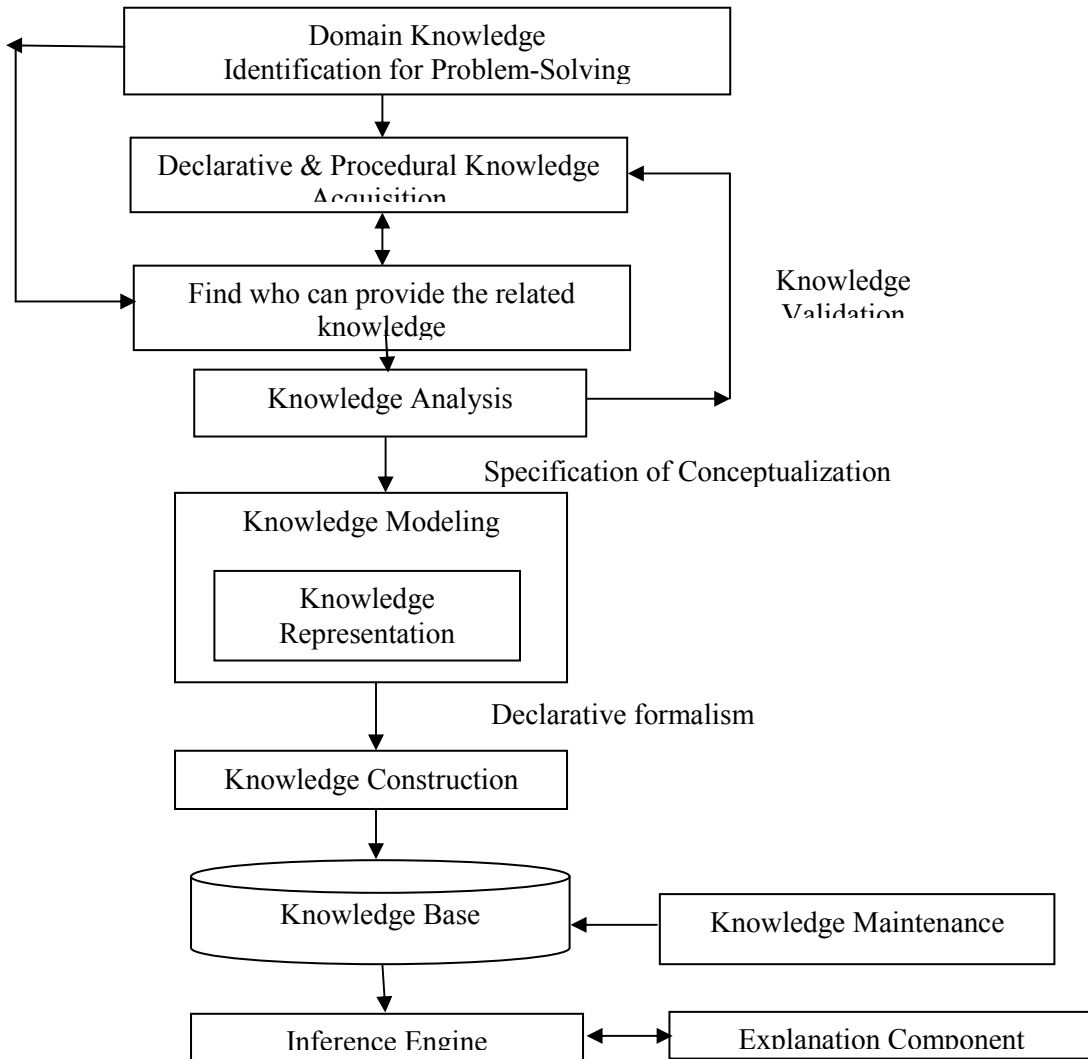 Domain Knowledge
Identification for Problem-Solving
Declarative & Procedural Knowledge
Acquisition
Find who can provide the related
knowledge
Knowledge
Validation
Knowledge Analysis
Specification of Conceptualization
Knowledge Modeling
Knowledge
Representation
Declarative formalism
Knowledge Construction
Knowledge Base
Knowledge Maintenance
Inference Engine
Explanation Component